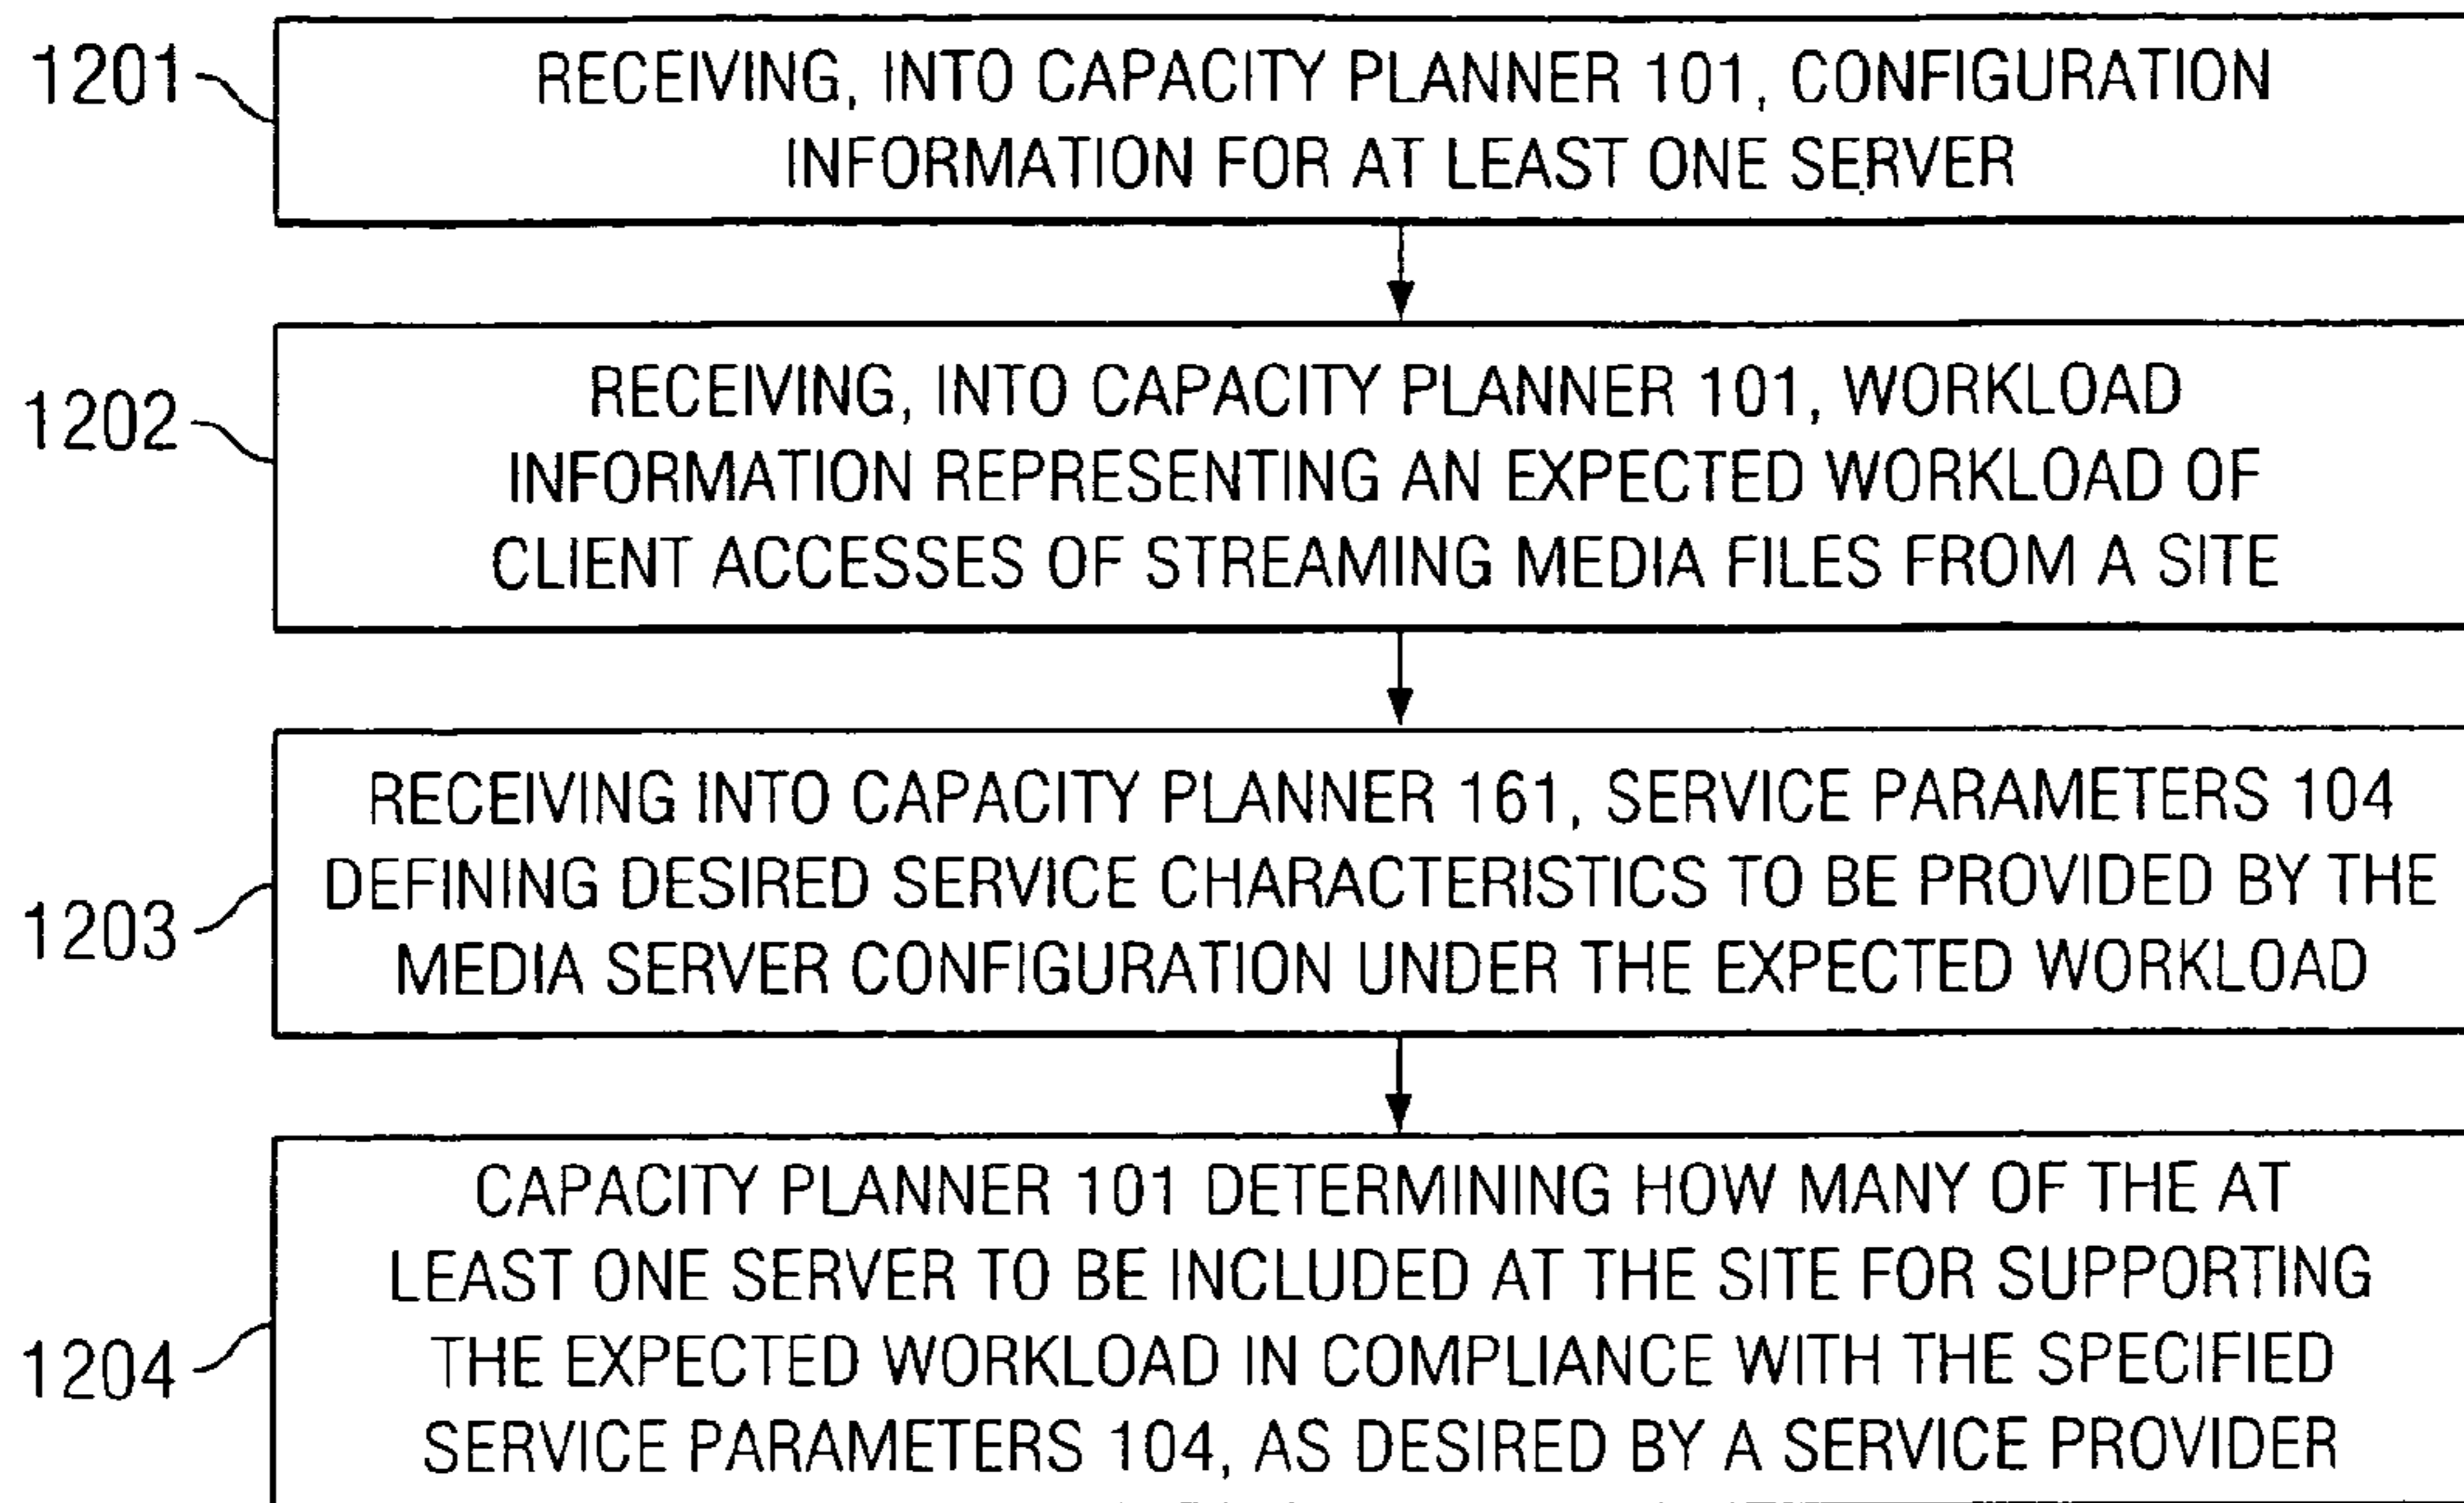 1201
RECEIVING, INTO CAPACITY PLANNER 101, CONFIGURATION
INFORMATION FOR AT LEAST ONE SERVER
1202
RECEIVING, INTO CAPACITY PLANNER 101, WORKLOAD
INFORMATION REPRESENTING AN EXPECTED WORKLOAD OF
CLIENT ACCESSES OF STREAMING MEDIA FILES FROM A SITE
1203
RECEIVING INTO CAPACITY PLANNER 161, SERVICE PARAMETERS 104
DEFINING DESIRED SERVICE CHARACTERISTICS TO BE PROVIDED BY THE
MEDIA SERVER CONFIGURATION UNDER THE EXPECTED WORKLOAD
1204
CAPACITY PLANNER 101 DETERMINING HOW MANY OF THE AT
LEAST ONE SERVER TO BE INCLUDED AT THE SITE FOR SUPPORTING
THE EXPECTED WORKLOAD IN COMPLIANCE WITH THE SPECIFIED
SERVICE PARAMETERS 104, AS DESIRED BY A SERVICE PROVIDER